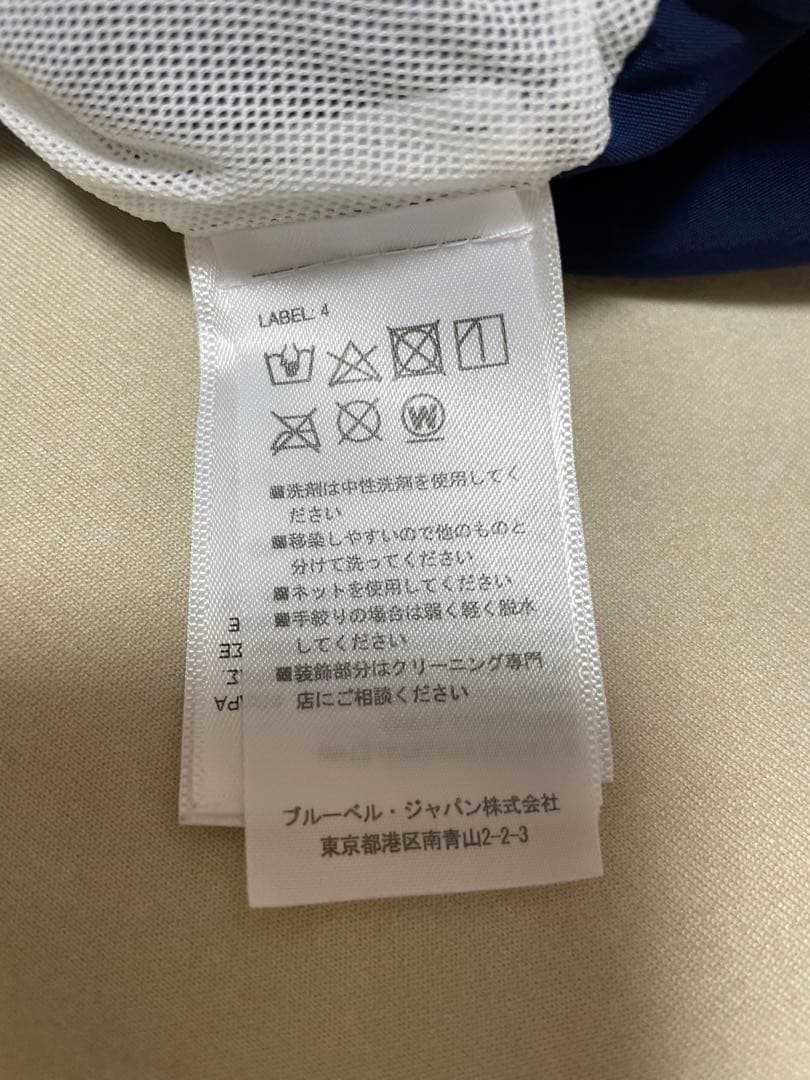 LABEL: 4
W
■洗剤は中性洗剤を使用してく
ださい
■移染しやすいので他のものと
分けて洗ってください
■ネットを使用してください
■手絞りの場合は弱く軽く脱水
してください
■装飾部分はクリーニング専門
店にご相談ください
ブルーベル・ジャパン株式会社
東京都港区南青山2-2-3